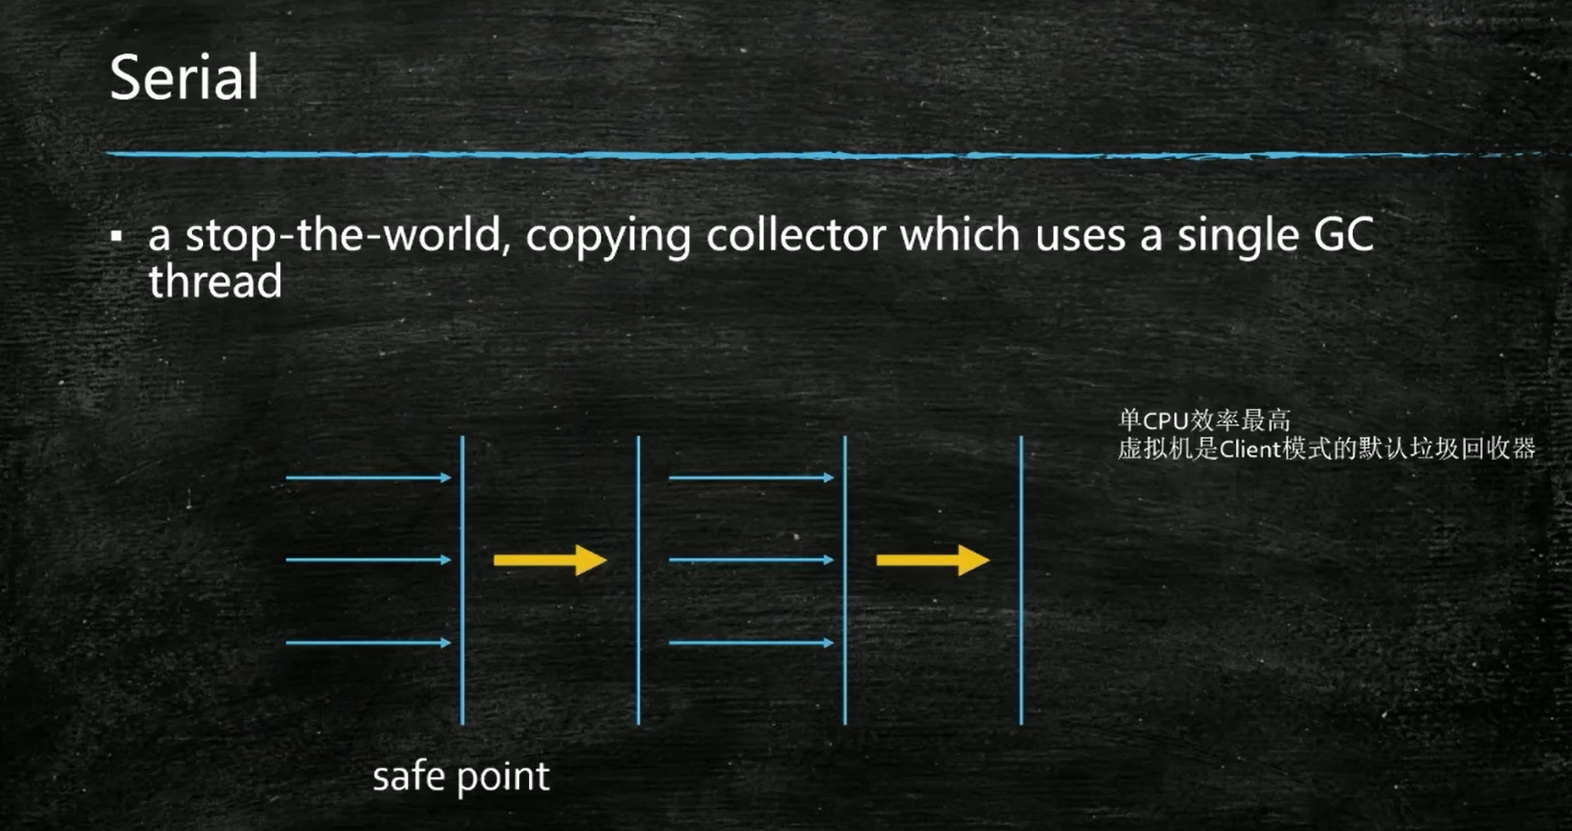 Serial
▪ a stop-the-world, copying collector which uses a single GC
thread
单CPU效率最高
虚拟机是Client模式的默认垃圾回收器
safe point